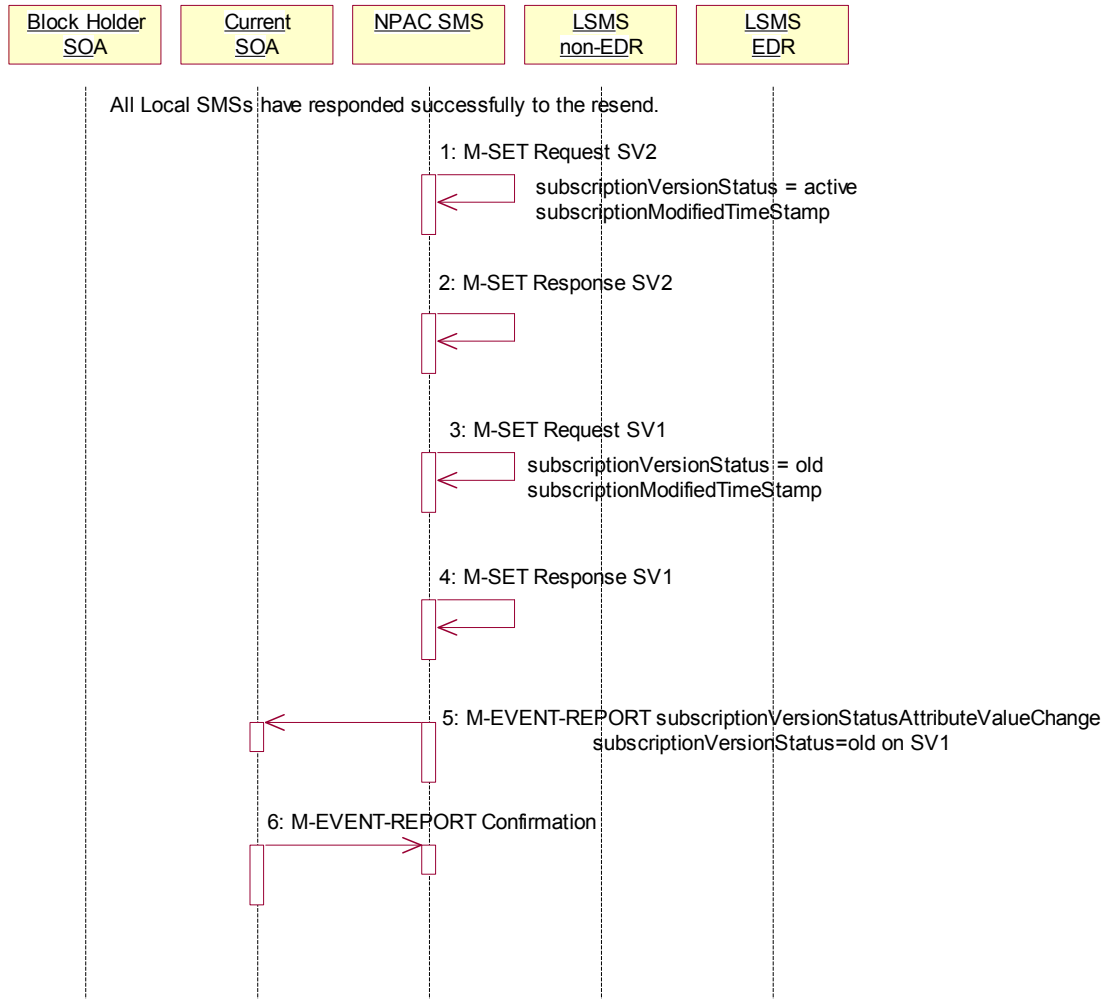 Block Holder
SOA
Current
SOA
NPAC SMS
LSMS
non-EDR
LSMS
EDR
All Local SMSs have responded successfully to the resend.
1: M-SET Request SV2
subscriptionVersionStatus = active
subscriptionModifiedTimeStamp
2: M-SET Response SV2
3: M-SET Request SV1
subscriptionVersionStatus = old
subscriptionModifiedTimeStamp
4: M-SET Response SV1
5: M-EVENT-REPORT subscriptionVersionStatusAttributeValueChange
subscriptionVersionStatus=old on SV1
6: M-EVENT-REPORT Confirmation